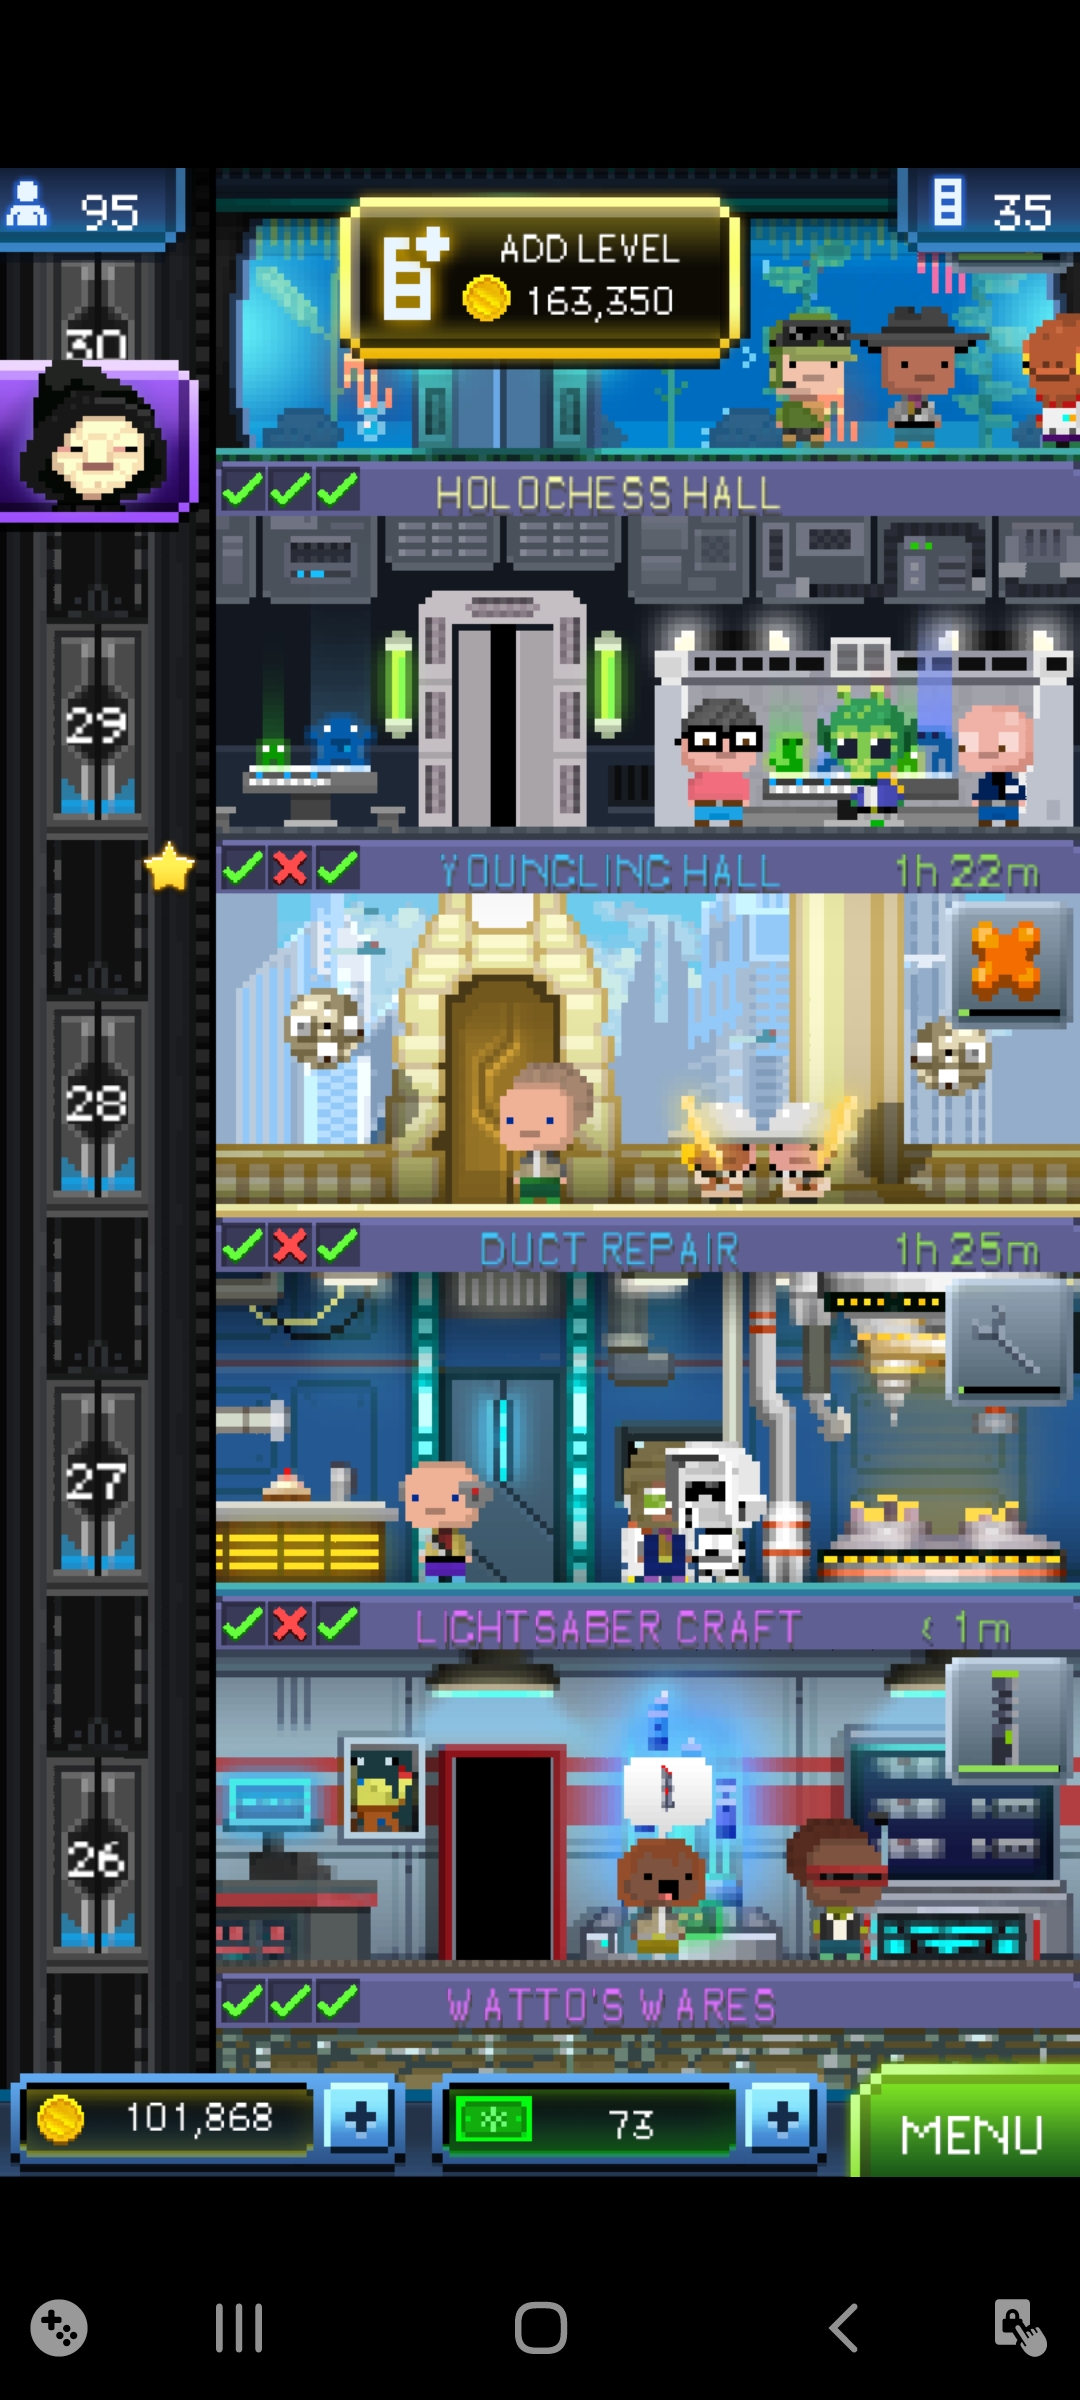 95
ADD LEVEL
163,350
35
30
HOLOCHESS HALL
29
YOUNGLING HALL 1h 22m
28
DUCT REPAIR 1h 25m
27
LIGHTSABER CRAFT < 1m
26
WATTO'S WARES
101,868 + 73 + MENU